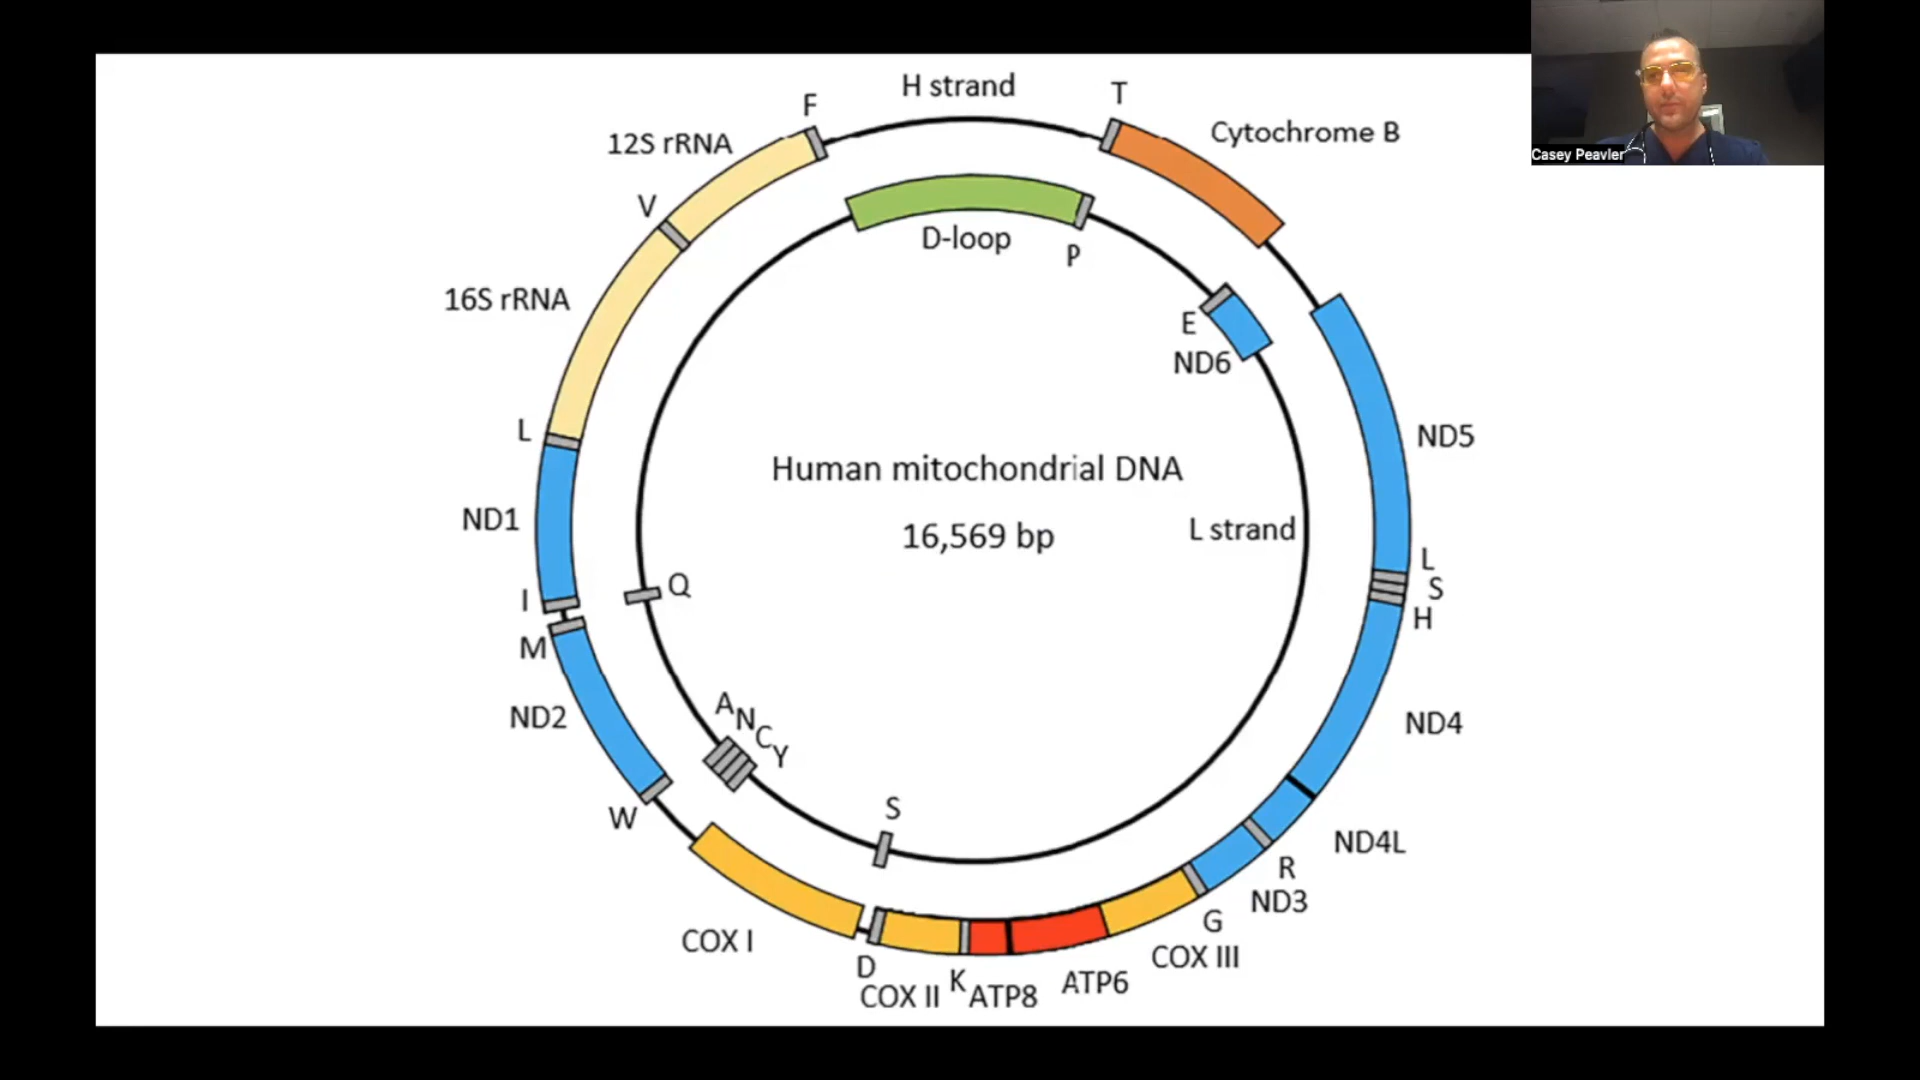 H strand
F
T
12S rRNA
Cytochrome B
Casey Peavler
V
D-loop
P
16S rRNA
E
ND6
L
ND5
Human mitochondrial DNA
16,569 bp
L strand
ND1
L
S
H
I
Q
M
A
N
C
Y
ND2
ND4
S
W
ND4L
R
ND3
G
COX I
COX III
D
COX II
K
ATP8
ATP6